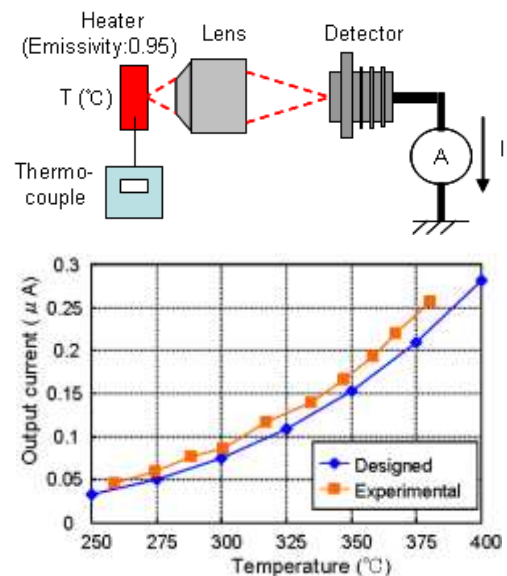 Heater
(Emissivity:0.95)
Lens
Detector
T (℃)
Thermo-
couple
A
I
Output current ( μ A)
0.3
0.25
0.2
0.15
0.1
0.05
0
Designed
Experimental
250 275 300 325 350 375 400
Temperature (℃)